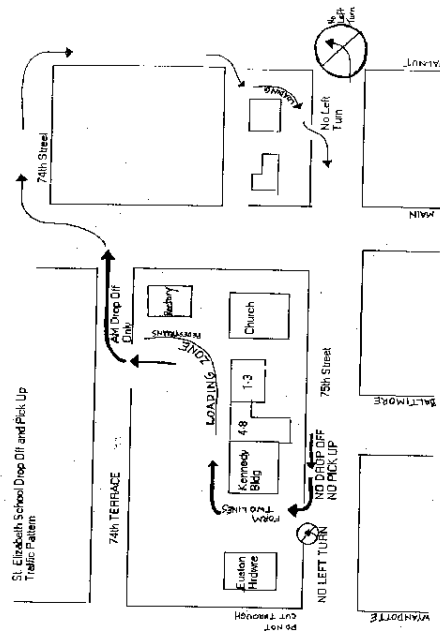 St. Elizabeth School Drop Off and Pick Up
Traffic Pattern
74th TERRACE
74th Street
AM Drop Off
Only
PEDESTRIANS
Rectory
LOADING ZONE
Church
1-3
4-8
Kennedy
Bldg
FORM
TWO LINES
Euston
Hrdwre
DO NOT
CUT THROUGH
NO LEFT TURN
NO DROP OFF
NO PICK UP
75th Street
LOADING
No Left
Turn
No
Left
Turn
WYANDOTTE
BALTIMORE
MAIN
WALNUT